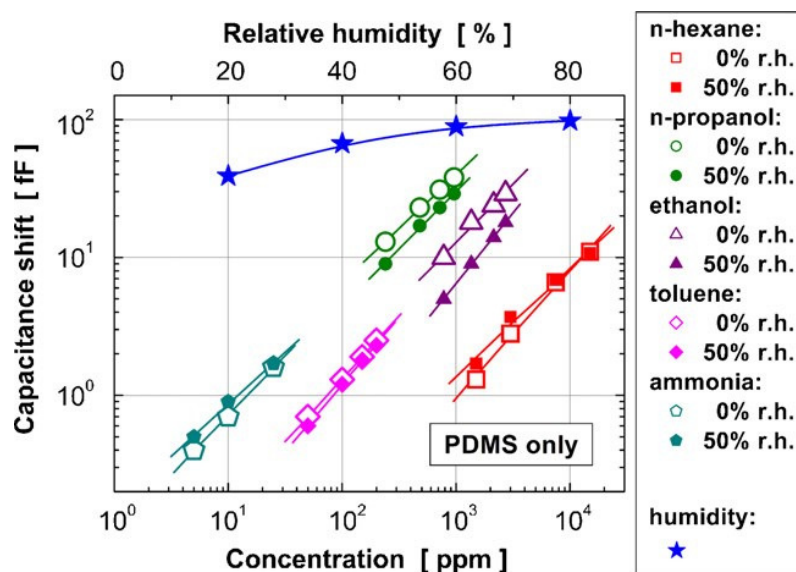 Relative humidity [ % ]
0 20 40 60 80
10² 10¹ 10⁰
Capacitance shift [ fF ]
PDMS only
10⁰ 10¹ 10² 10³ 10⁴
Concentration [ ppm ]
n-hexane:
0% r.h.
50% r.h.
n-propanol:
0% r.h.
50% r.h.
ethanol:
0% r.h.
50% r.h.
toluene:
0% r.h.
50% r.h.
ammonia:
0% r.h.
50% r.h.
humidity: